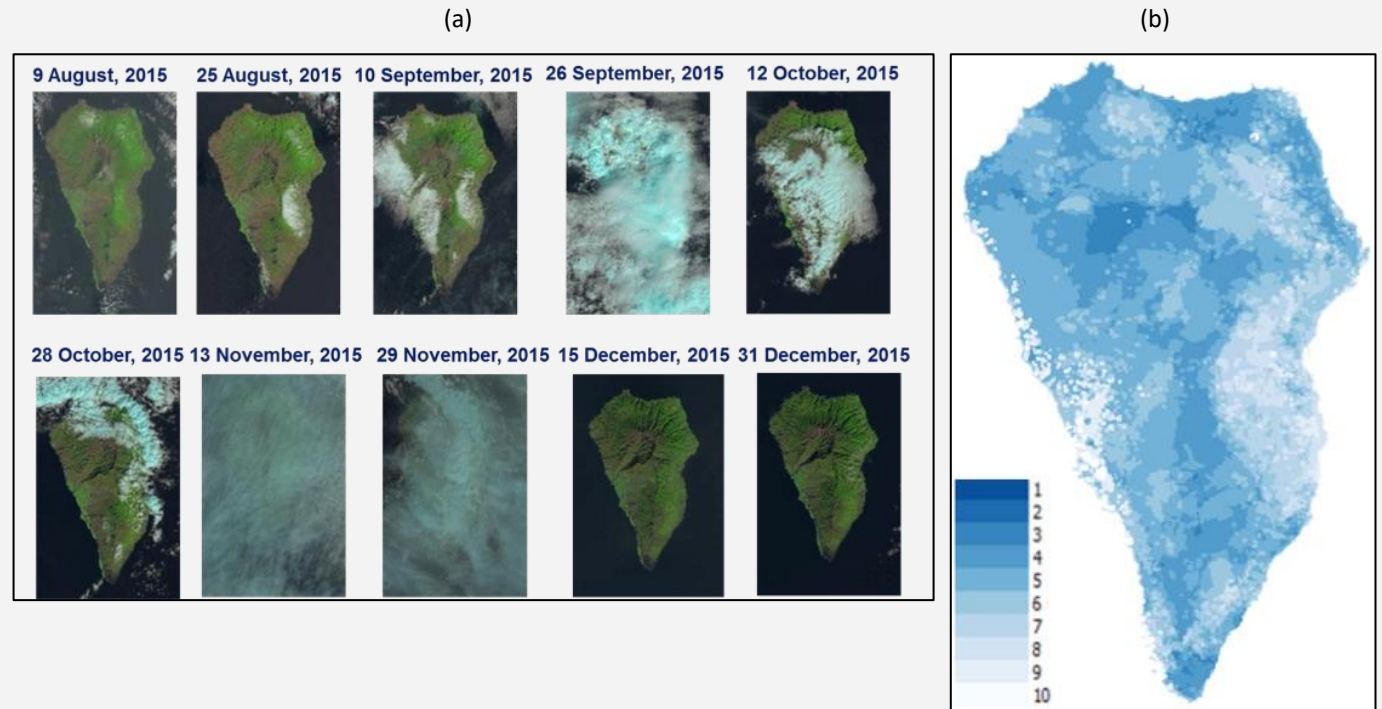 (a)
(b)
9 August, 2015 25 August, 2015 10 September, 2015 26 September, 2015 12 October, 2015
28 October, 2015 13 November, 2015 29 November, 2015 15 December, 2015 31 December, 2015
1
2
3
4
5
6
7
8
9
10